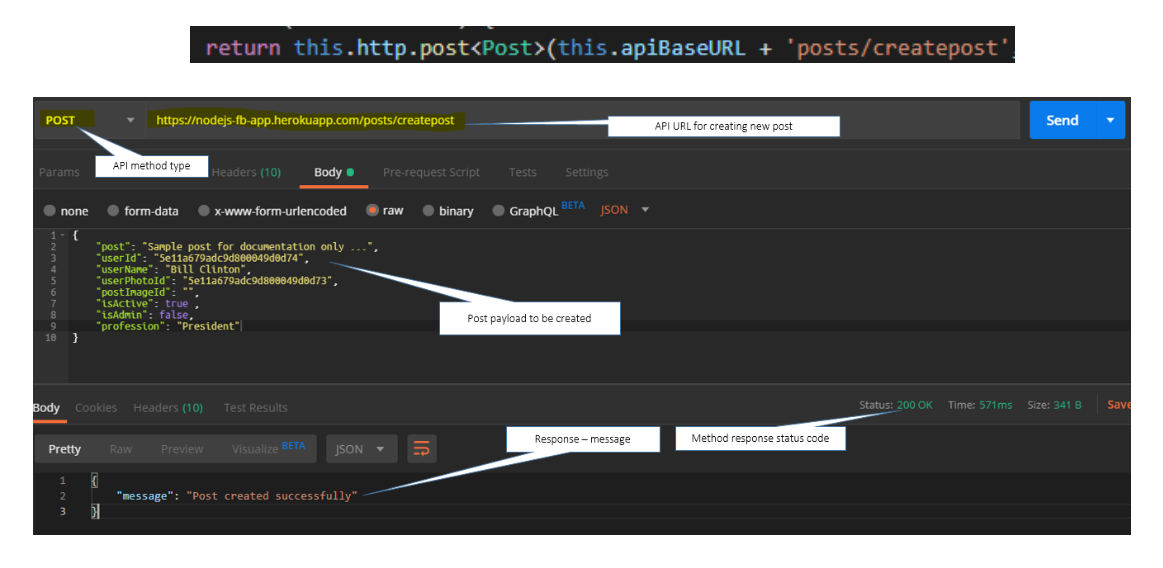 return this.http.post<Post>(this.apiBaseURL + 'posts/createpost',
POST https://nodejs-fb-app.herokuapp.com/posts/createpost API URL for creating new post Send
Params API method type Headers (10) Body Pre-request Script Tests Settings
none form-data x-www-form-urlencoded raw binary GraphQL BETA JSON
1 {
2 "post": "Sample post for documentation only ...",
3 "userId": "5e11a679adc9d800049d0d74",
4 "userName": "Bill Clinton",
5 "userPhotoId": "5e11a679adc9d800049d0d73",
6 "postImageId": "",
7 "isActive": true ,
8 "isAdmin": false,
9 "profession": "President"
10 }
Post payload to be created
Body Cookies Headers (10) Test Results Status: 200 OK Time: 571ms Size: 341 B Save
Response – message Method response status code
Pretty Raw Preview Visualize BETA JSON
1 {
2 "message": "Post created successfully"
3 }